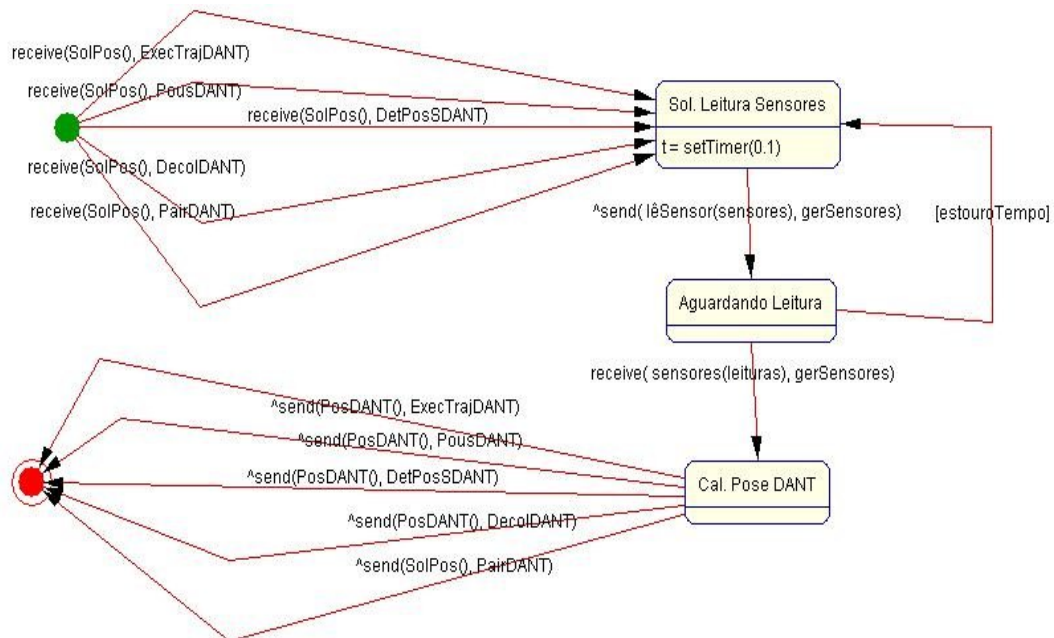 receive(SolPos(), ExecTrajDANT)
receive(SolPos(), PousDANT)
receive(SolPos(), DetPosSDANT)
receive(SolPos(), DecolDANT)
receive(SolPos(), PairDANT)
Sol. Leitura Sensores
t = setTimer(0.1)
^send( lêSensor(sensores), gerSensores)
[estouroTempo]
Aguardando Leitura
receive( sensores(leituras), gerSensores)
^send(PosDANT(), ExecTrajDANT)
^send(PosDANT(), PousDANT)
^send(PosDANT(), DetPosSDANT)
^send(PosDANT(), DecolDANT)
^send(SolPos(), PairDANT)
Cal. Pose DANT